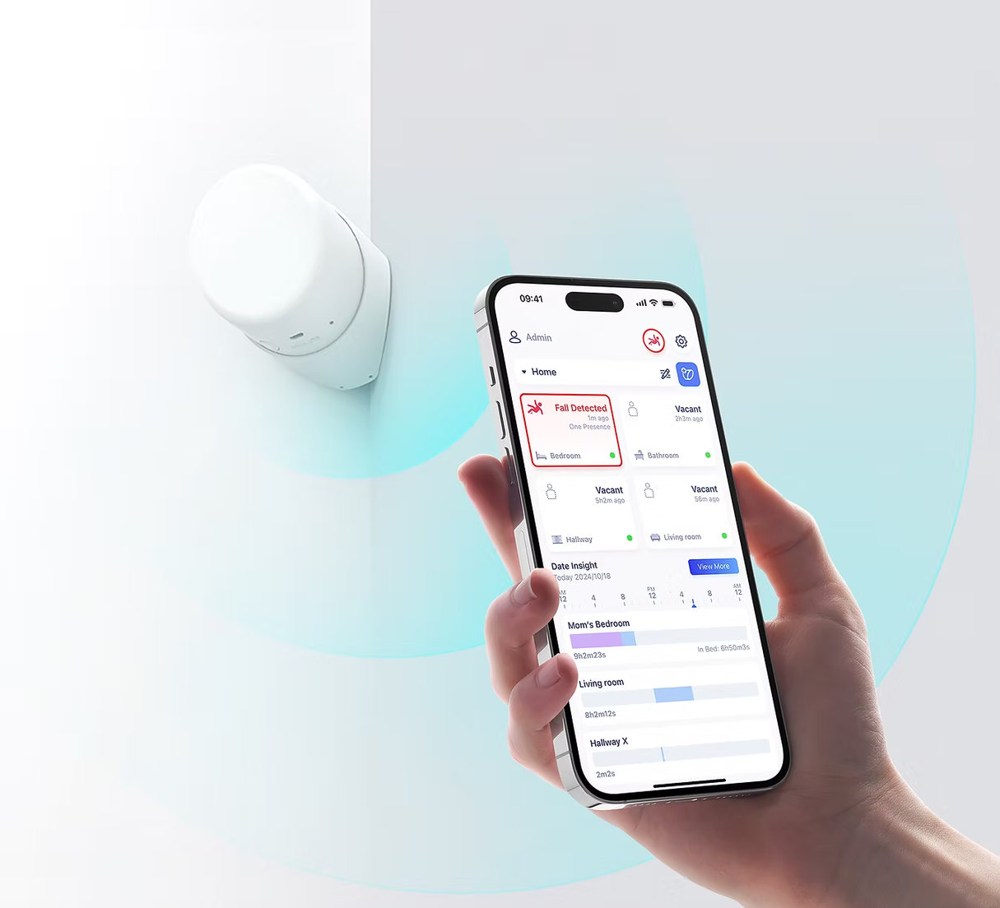 09:41
Admin
Home
Fall Detected
1m ago
One Presence
Bedroom
Vacant
2h3m ago
Bathroom
Vacant
5h2m ago
Hallway
Vacant
56m ago
Living room
Date Insight
Today 2024/10/18
View More
AM PM AM
12 4 8 12 4 8 12
Mom's Bedroom
9h2m23s In Bed: 6h50m3s
Living room
8h2m12s
Hallway X
2m2s